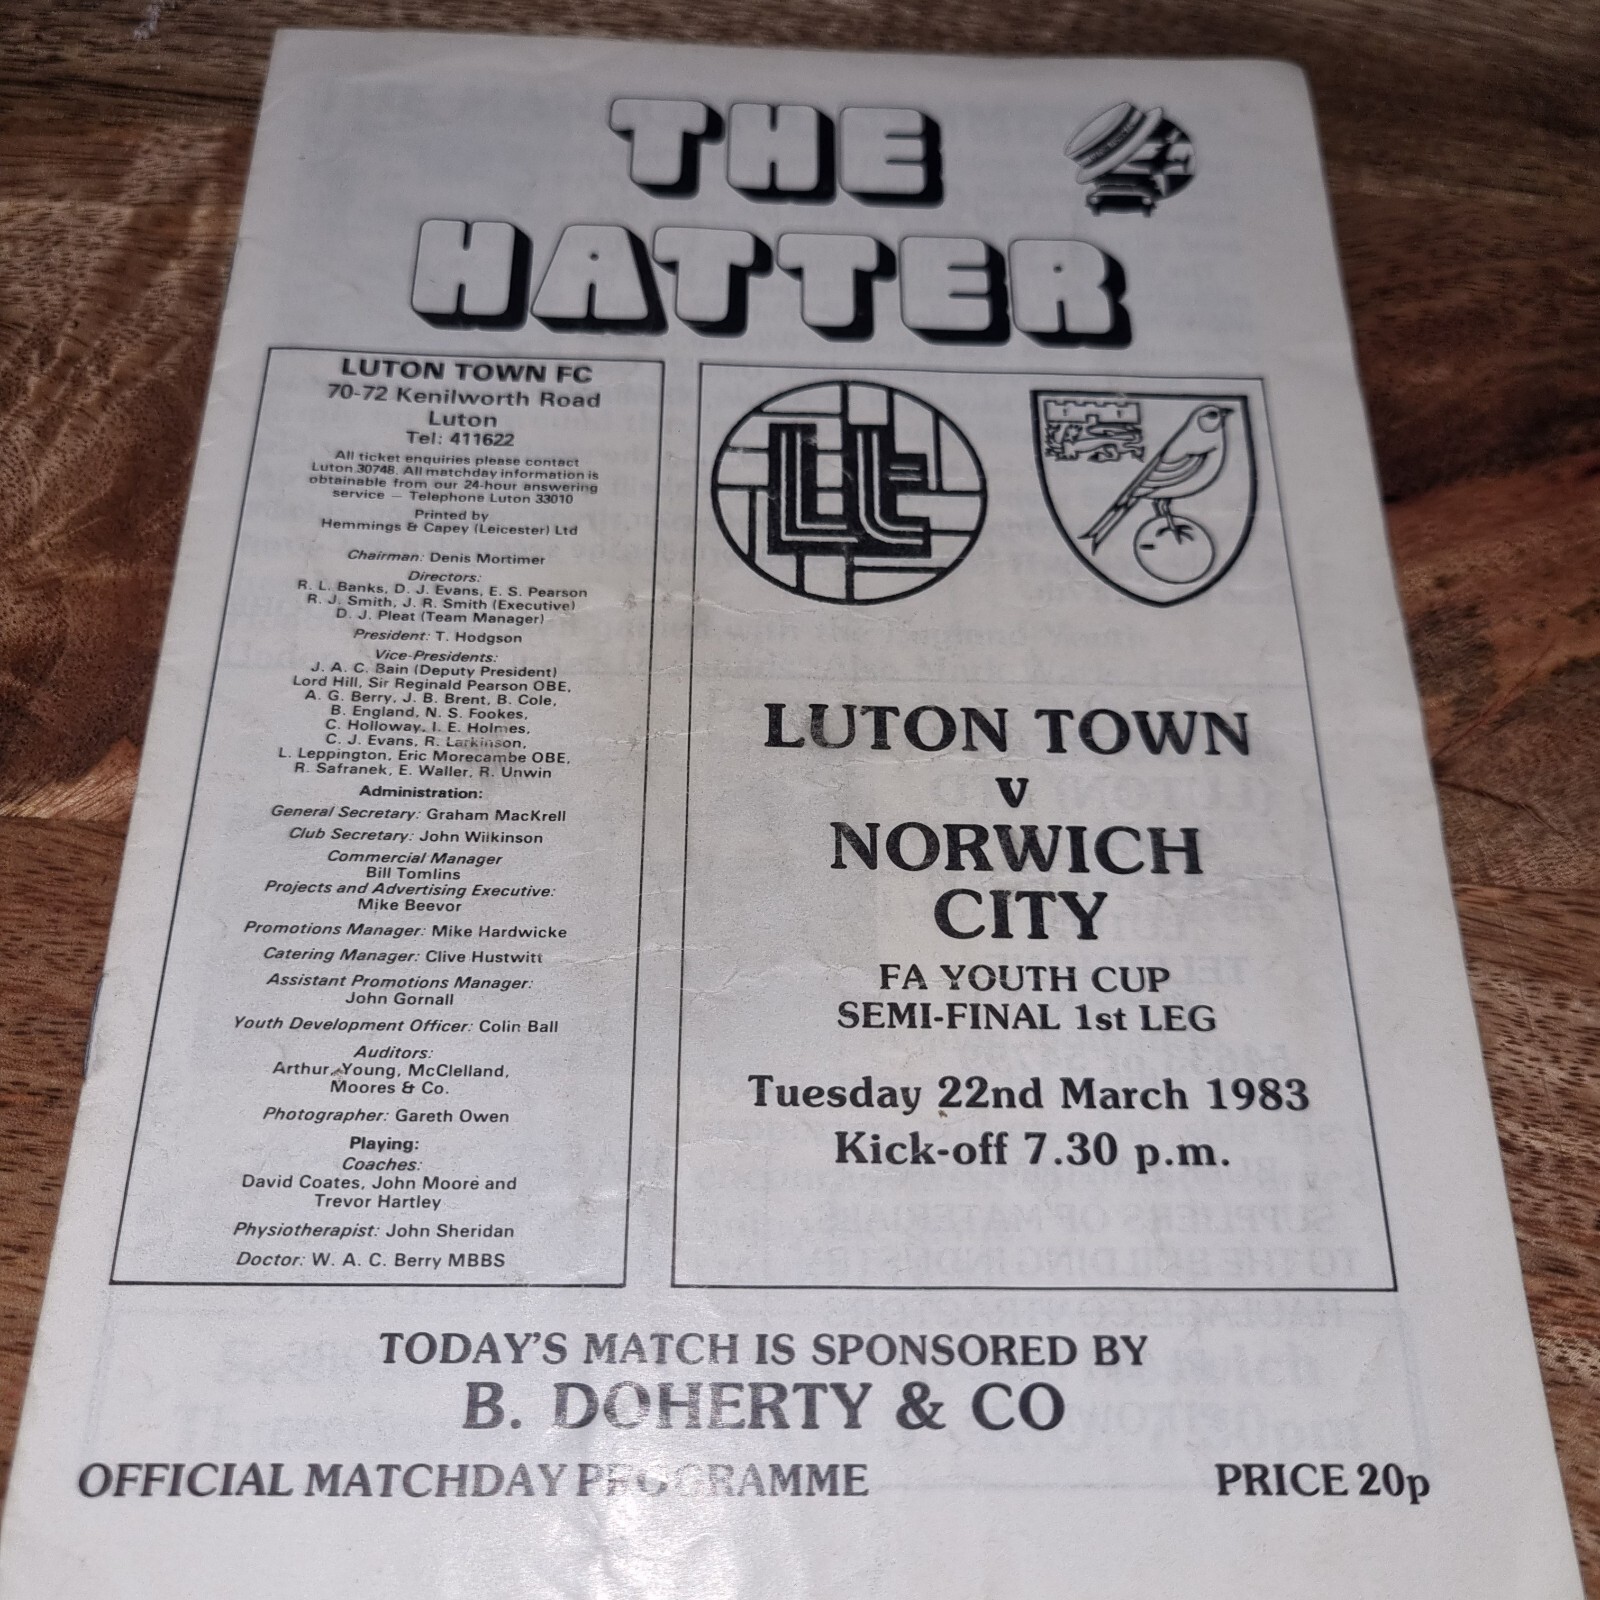 THE
HATTER
LUTON TOWN FC
70-72 Kenilworth Road
Luton
Tel: 411622
All ticket enquiries please contact
Luton 30748. All matchday information is
obtainable from our 24-hour answering
service — Telephone Luton 33010
Printed by
Hemmings & Capey (Leicester) Ltd
Chairman: Denis Mortimer
Directors:
R. L. Banks, D. J. Evans, E. S. Pearson
R. J. Smith, J. R. Smith (Executive)
D. J. Pleat (Team Manager)
President: T. Hodgson
Vice-Presidents:
J. A. C. Bain (Deputy President)
Lord Hill, Sir Reginald Pearson OBE,
A. G. Berry, J. B. Brent, B. Cole,
B. England, N. S. Fookes,
C. Holloway, I. E. Holmes,
C. J. Evans, R. Larkinson,
L. Leppington, Eric Morecambe OBE,
R. Safranek, E. Waller, R. Unwin
Administration:
General Secretary: Graham MacKrell
Club Secretary: John Wilkinson
Commercial Manager
Bill Tomlins
Projects and Advertising Executive:
Mike Beevor
Promotions Manager: Mike Hardwicke
Catering Manager: Clive Hustwitt
Assistant Promotions Manager:
John Gornall
Youth Development Officer: Colin Ball
Auditors:
Arthur Young, McClelland,
Moores & Co.
Photographer: Gareth Owen
Playing:
Coaches:
David Coates, John Moore and
Trevor Hartley
Physiotherapist: John Sheridan
Doctor: W. A. C. Berry MBBS
LUTON TOWN
v
NORWICH
CITY
FA YOUTH CUP
SEMI-FINAL 1st LEG
Tuesday 22nd March 1983
Kick-off 7.30 p.m.
TODAY'S MATCH IS SPONSORED BY
B. DOHERTY & CO
OFFICIAL MATCHDAY PROGRAMME
PRICE 20p